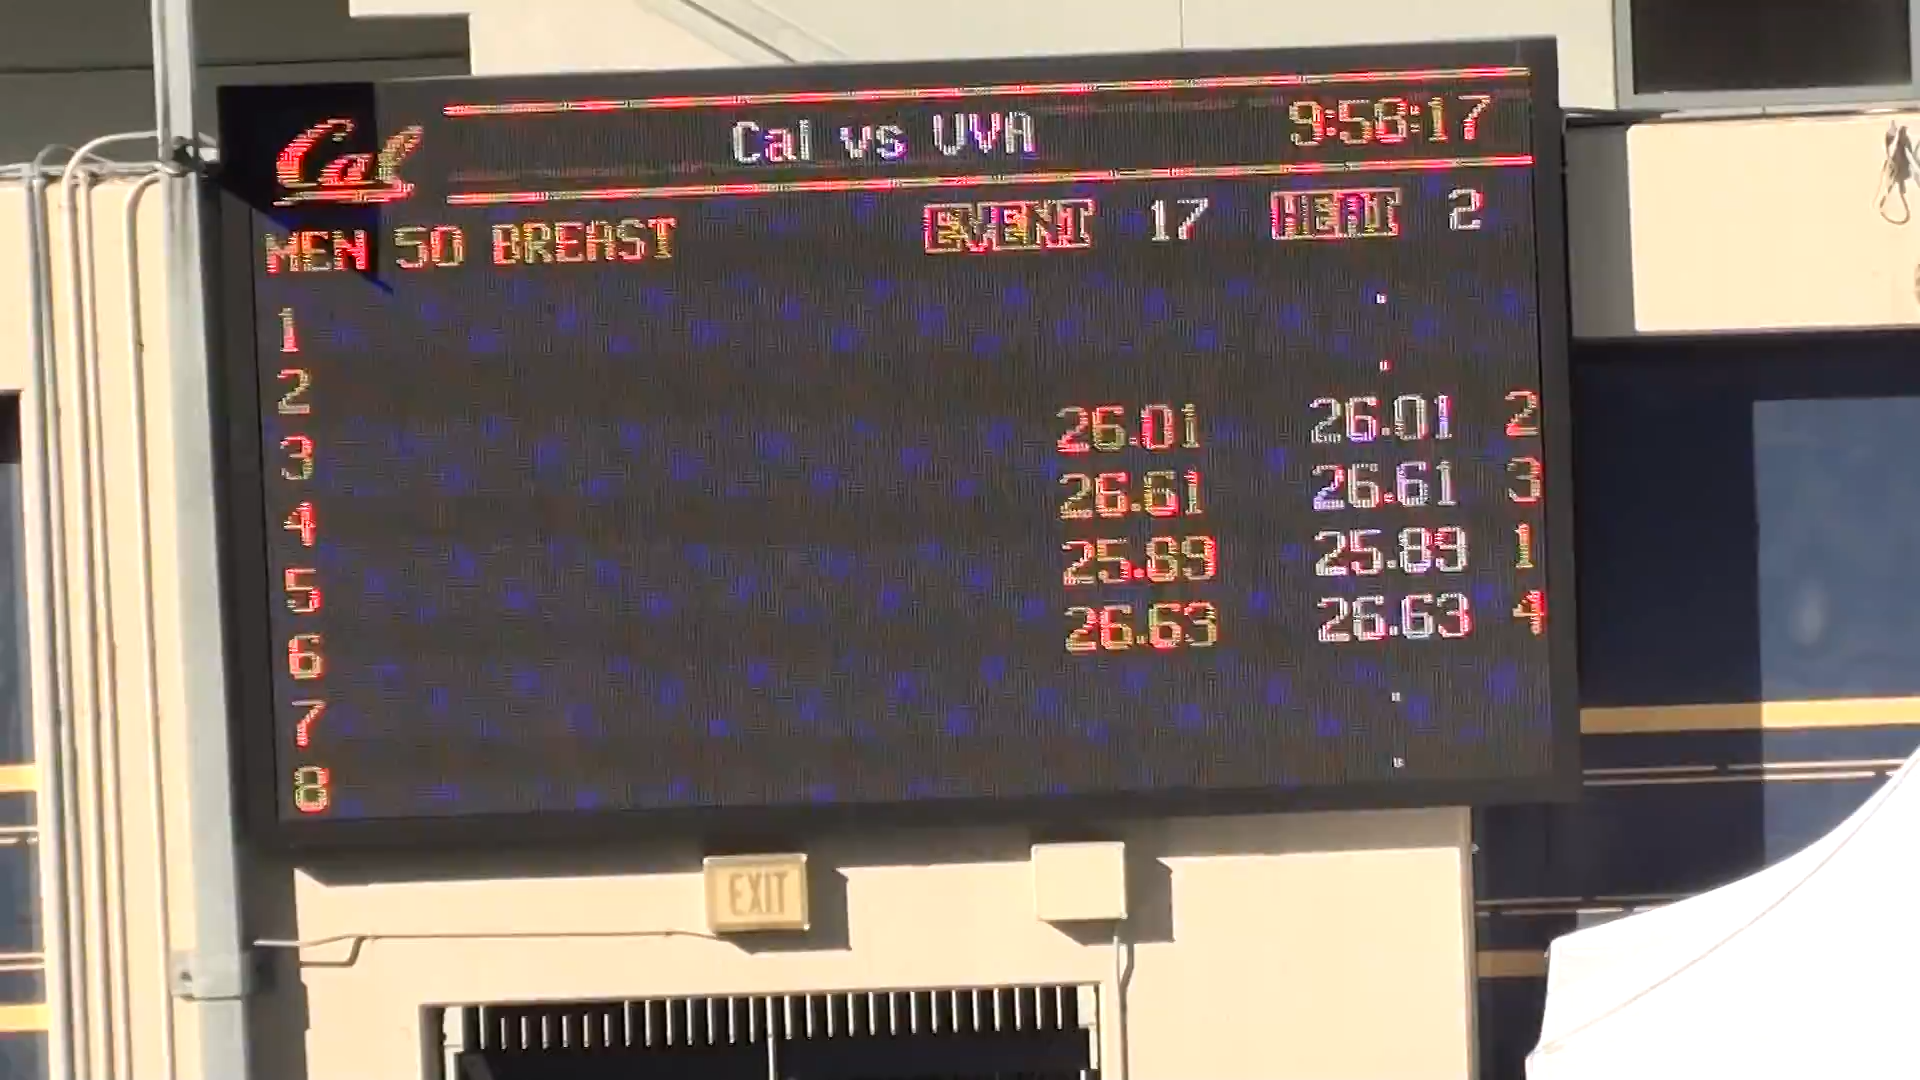 Cal
Cal vs UVA 9:58:17
MEN 50 BREAST EVENT 17 HEAT 2
1 .
2 .
3 26.01 26.01 2
4 26.61 26.61 3
5 25.89 25.89 1
6 26.63 26.63 4
7 .
8 .
EXIT